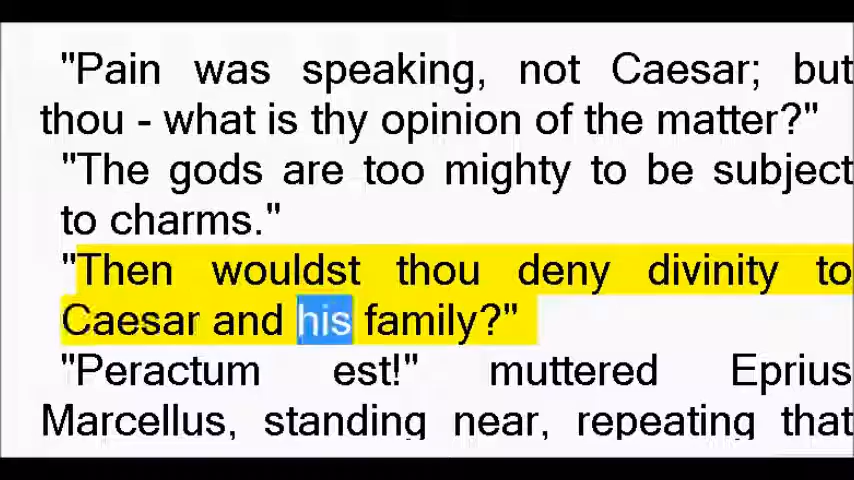 "Pain was speaking, not Caesar; but
thou - what is thy opinion of the matter?"
"The gods are too mighty to be subject
to charms."
"Then wouldst thou deny divinity to
Caesar and his family?"
"Peractum est!" muttered Eprius
Marcellus, standing near, repeating that